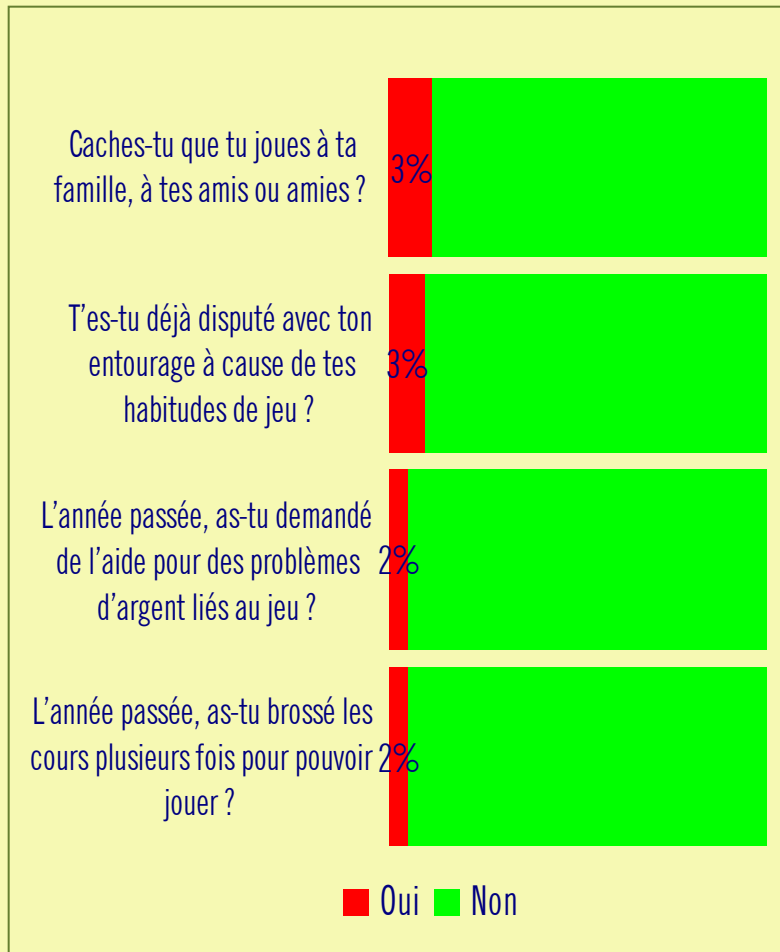 Caches-tu que tu joues à ta
famille, à tes amis ou amies ?
3%
T’es-tu déjà disputé avec ton
entourage à cause de tes
habitudes de jeu ?
3%
L’année passée, as-tu demandé
de l’aide pour des problèmes
d’argent liés au jeu ?
2%
L’année passée, as-tu brossé les
cours plusieurs fois pour pouvoir
jouer ?
2%
Oui Non